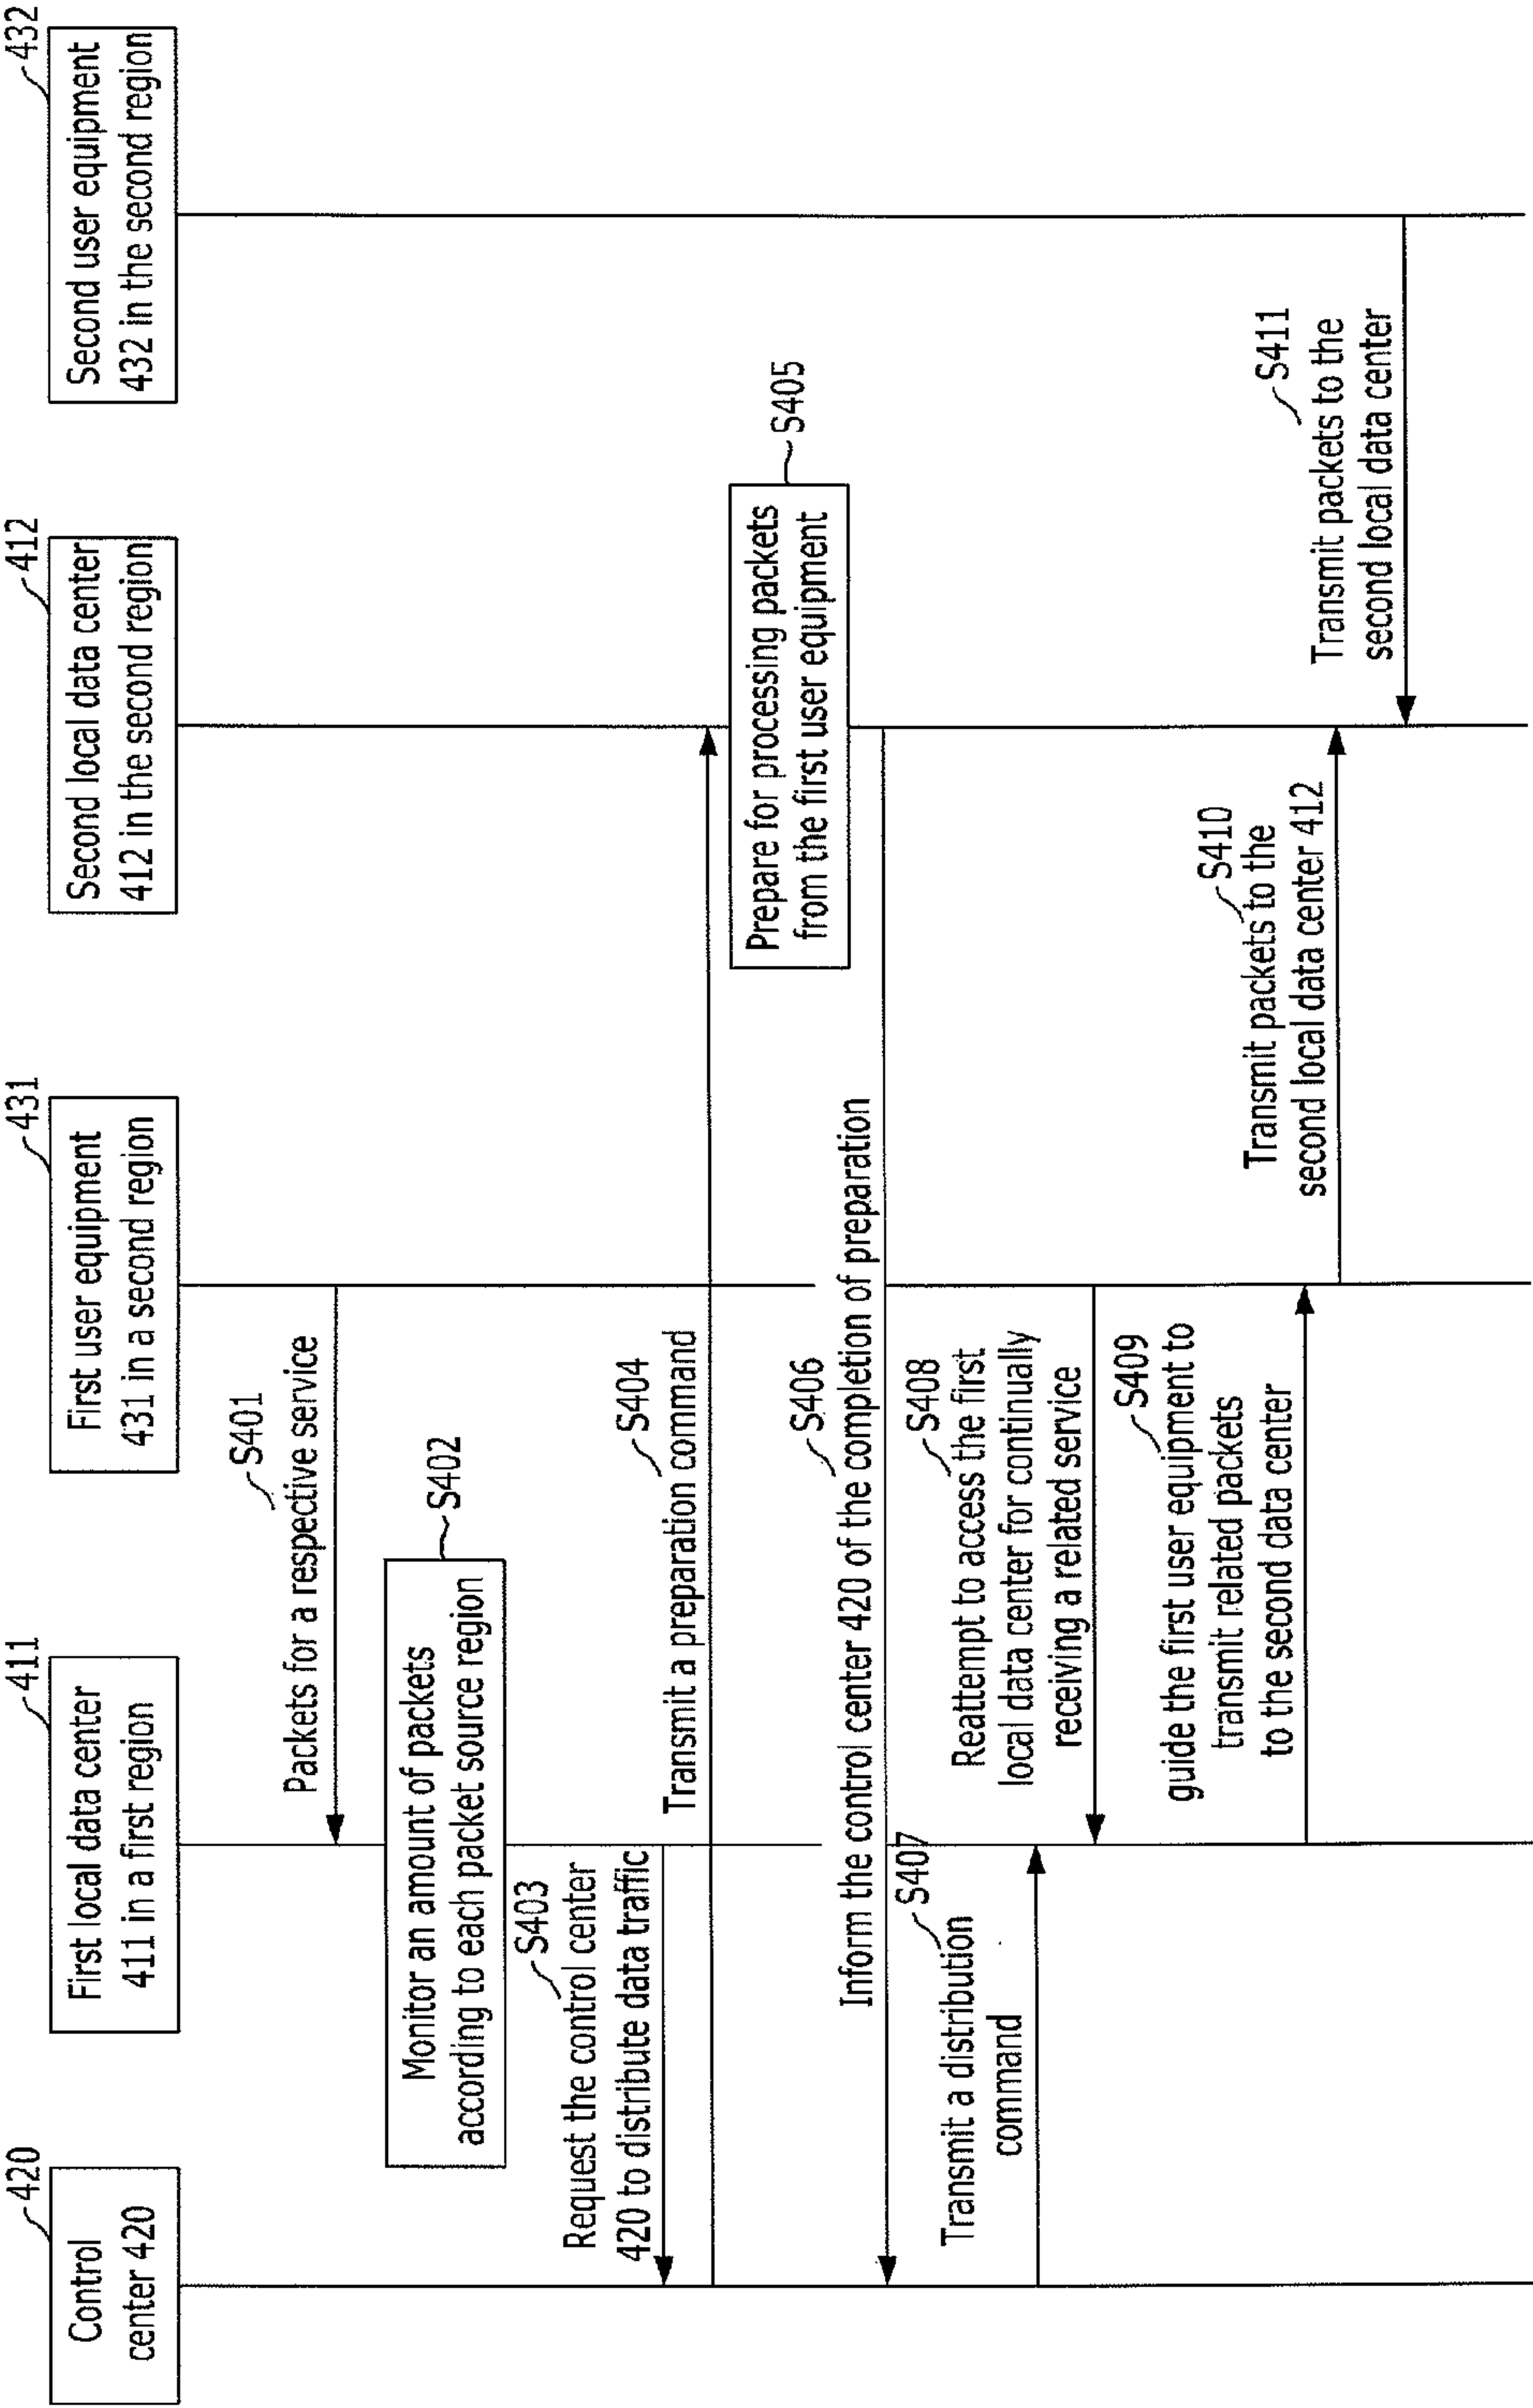 420
Control
center 420
411
First local data center
411 in a first region
431
First user equipment
431 in a second region
412
Second local data center
412 in the second region
432
Second user equipment
432 in the second region
S401
Packets for a respective service
S402
Monitor an amount of packets
according to each packet source region
S403
Request the control center
420 to distribute data traffic
S404
Transmit a preparation command
S405
Prepare for processing packets
from the first user equipment
S406
Inform the control center 420 of the completion of preparation
S407
Transmit a distribution
command
S408
Reattempt to access the first
local data center for continually
receiving a related service
S409
guide the first user equipment to
transmit related packets
to the second data center
S410
Transmit packets to the
second local data center 412
S411
Transmit packets to the
second local data center